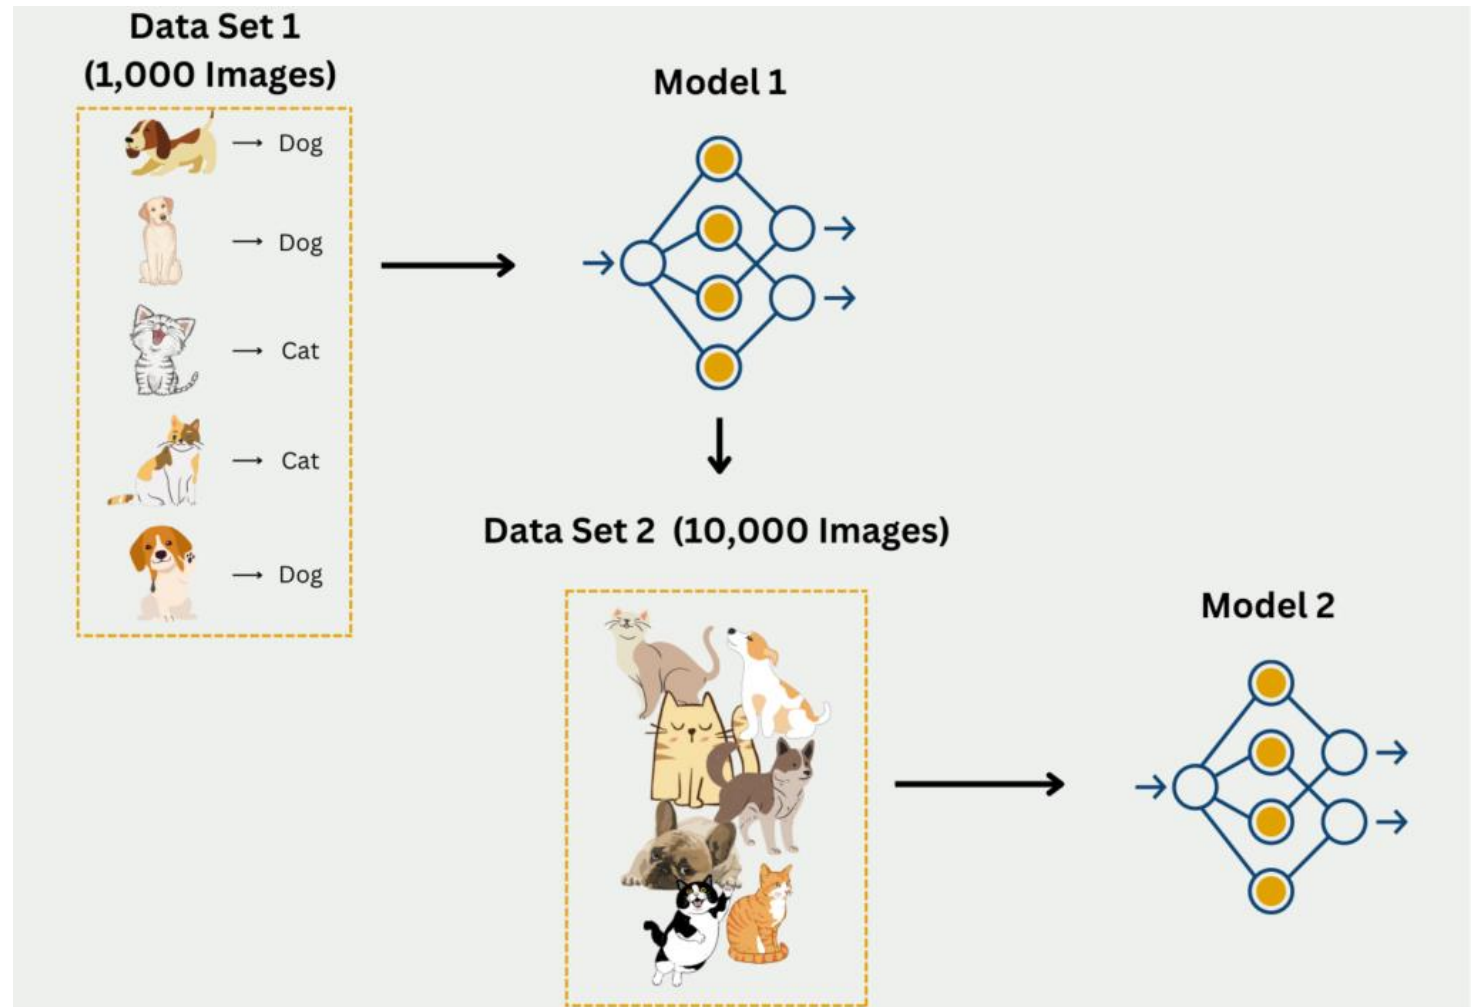 Data Set 1
(1,000 Images)
→ Dog
→ Dog
→ Cat
→ Cat
→ Dog
Model 1
Data Set 2 (10,000 Images)
Model 2